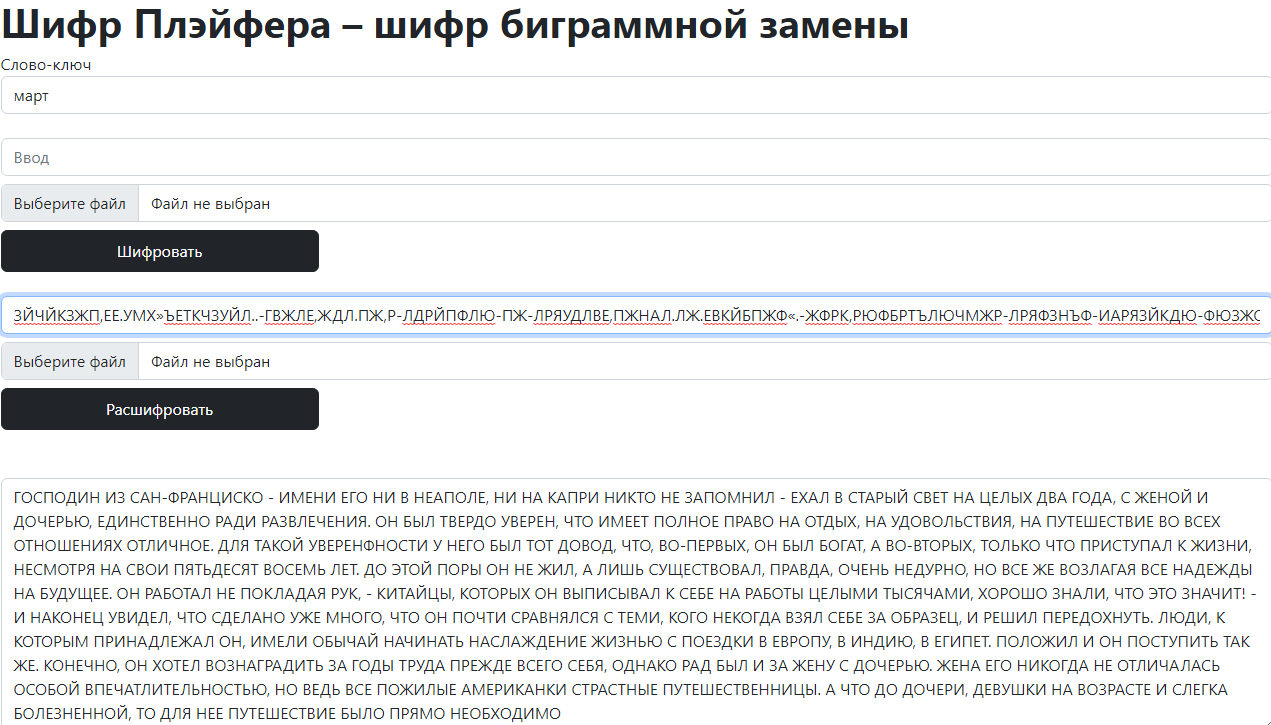 Шифр Плэйфера – шифр биграммной замены
Слово-ключ
март
Ввод
Выберите файл Файл не выбран
Шифровать
ЗЙЧЙКЗЖП,ЕЕ.УМХ»ЪЕТКЧЗУЙЛ..-ГВЖЛЕ,ЖДЛ.ПЖ,Р-ЛДРЙПФЛЮ-ПЖ-ЛРЯУДЛВЕ,ПЖНАЛ.ЛЖ.ЕВКЙБПЖФ«.-ЖФРК,РЮФБРТЪЛЮЧМЖР-ЛРЯФЗНЪФ-ИАРЯЗЙКДЮ-ФЮЗЖС
Выберите файл Файл не выбран
Расшифровать
ГОСПОДИН ИЗ САН-ФРАНЦИСКО - ИМЕНИ ЕГО НИ В НЕАПОЛЕ, НИ НА КАПРИ НИКТО НЕ ЗАПОМНИЛ - ЕХАЛ В СТАРЫЙ СВЕТ НА ЦЕЛЫХ ДВА ГОДА, С ЖЕНОЙ И
ДОЧЕРЬЮ, ЕДИНСТВЕННО РАДИ РАЗВЛЕЧЕНИЯ. ОН БЫЛ ТВЕРДО УВЕРЕН, ЧТО ИМЕЕТ ПОЛНОЕ ПРАВО НА ОТДЫХ, НА УДОВОЛЬСТВИЯ, НА ПУТЕШЕСТВИЕ ВО ВСЕХ
ОТНОШЕНИЯХ ОТЛИЧНОЕ. ДЛЯ ТАКОЙ УВЕРЕНФНОСТИ У НЕГО БЫЛ ТОТ ДОВОД, ЧТО, ВО-ПЕРВЫХ, ОН БЫЛ БОГАТ, А ВО-ВТОРЫХ, ТОЛЬКО ЧТО ПРИСТУПАЛ К ЖИЗНИ,
НЕСМОТРЯ НА СВОИ ПЯТЬДЕСЯТ ВОСЕМЬ ЛЕТ. ДО ЭТОЙ ПОРЫ ОН НЕ ЖИЛ, А ЛИШЬ СУЩЕСТВОВАЛ, ПРАВДА, ОЧЕНЬ НЕДУРНО, НО ВСЕ ЖЕ ВОЗЛАГАЯ ВСЕ НАДЕЖДЫ
НА БУДУЩЕЕ. ОН РАБОТАЛ НЕ ПОКЛАДАЯ РУК, - КИТАЙЦЫ, КОТОРЫХ ОН ВЫПИСЫВАЛ К СЕБЕ НА РАБОТЫ ЦЕЛЫМИ ТЫСЯЧАМИ, ХОРОШО ЗНАЛИ, ЧТО ЭТО ЗНАЧИТ! -
И НАКОНЕЦ УВИДЕЛ, ЧТО СДЕЛАНО УЖЕ МНОГО, ЧТО ОН ПОЧТИ СРАВНЯЛСЯ С ТЕМИ, КОГО НЕКОГДА ВЗЯЛ СЕБЕ ЗА ОБРАЗЕЦ, И РЕШИЛ ПЕРЕДОХНУТЬ. ЛЮДИ, К
КОТОРЫМ ПРИНАДЛЕЖАЛ ОН, ИМЕЛИ ОБЫЧАЙ НАЧИНАТЬ НАСЛАЖДЕНИЕ ЖИЗНЬЮ С ПОЕЗДКИ В ЕВРОПУ, В ИНДИЮ, В ЕГИПЕТ. ПОЛОЖИЛ И ОН ПОСТУПИТЬ ТАК
ЖЕ. КОНЕЧНО, ОН ХОТЕЛ ВОЗНАГРАДИТЬ ЗА ГОДЫ ТРУДА ПРЕЖДЕ ВСЕГО СЕБЯ, ОДНАКО РАД БЫЛ И ЗА ЖЕНУ С ДОЧЕРЬЮ. ЖЕНА ЕГО НИКОГДА НЕ ОТЛИЧАЛАСЬ
ОСОБОЙ ВПЕЧАТЛИТЕЛЬНОСТЬЮ, НО ВЕДЬ ВСЕ ПОЖИЛЫЕ АМЕРИКАНКИ СТРАСТНЫЕ ПУТЕШЕСТВЕННИЦЫ. А ЧТО ДО ДОЧЕРИ, ДЕВУШКИ НА ВОЗРАСТЕ И СЛЕГКА
БОЛЕЗНЕННОЙ, ТО ДЛЯ НЕЕ ПУТЕШЕСТВИЕ БЫЛО ПРЯМО НЕОБХОДИМО